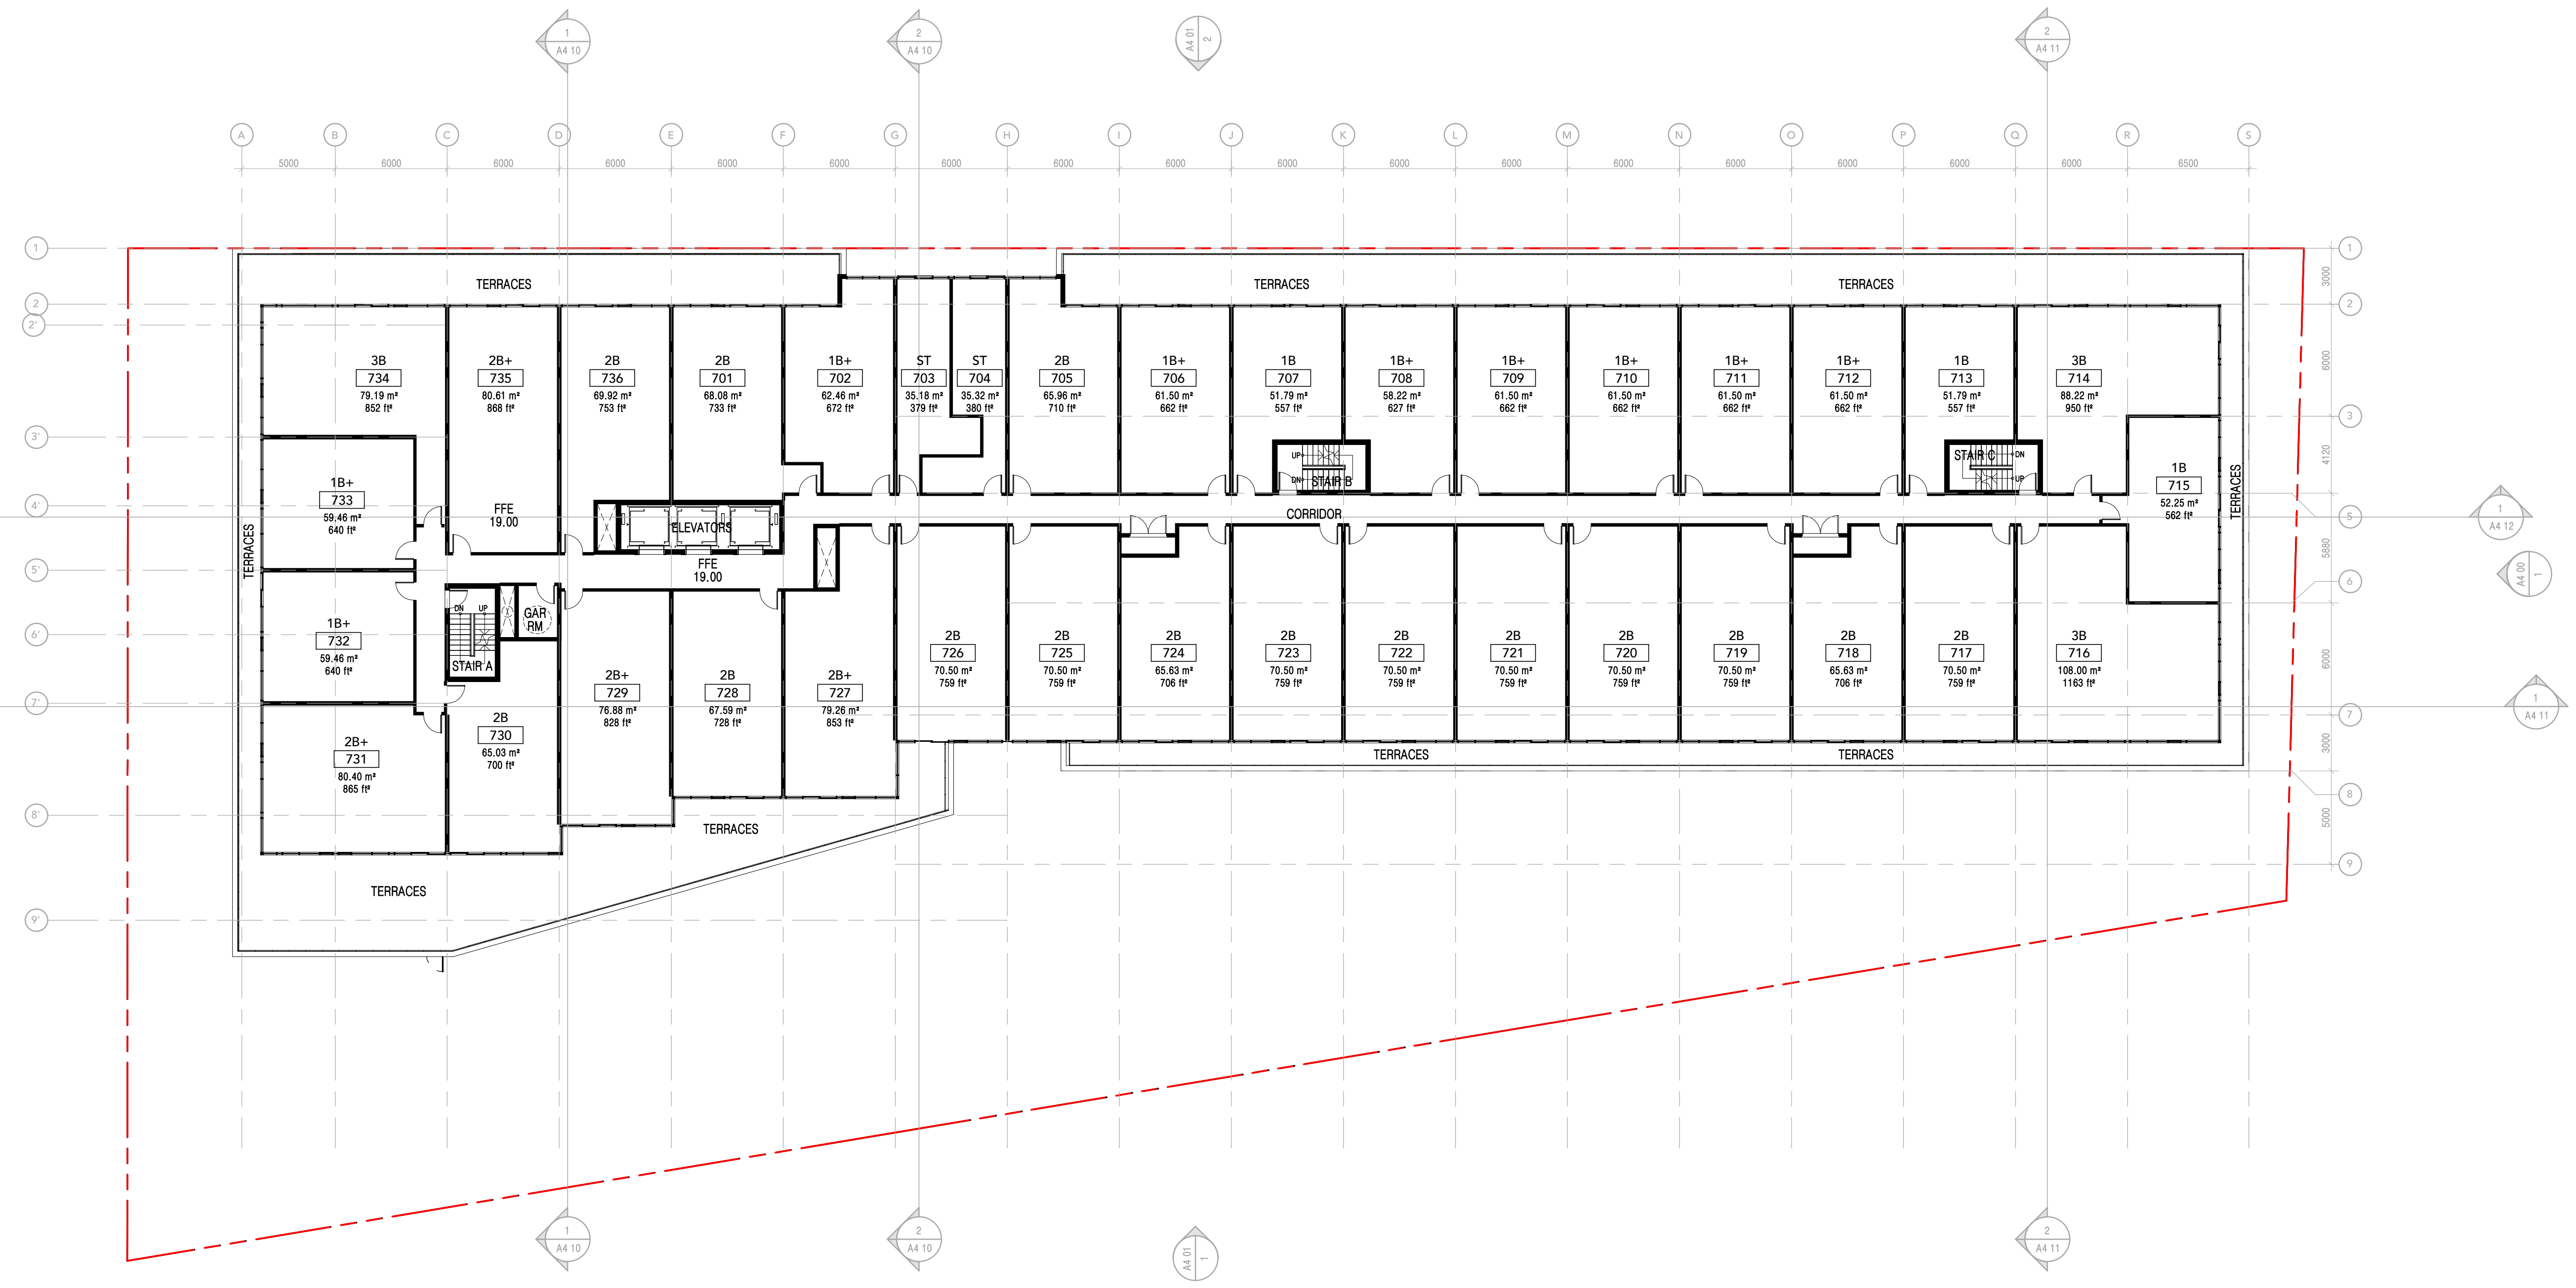 1
A4 10
2
A4 10
A4 01
2
2
A4 11
A B C D E F G H I J K L M N O P Q R S
5000 6000 6000 6000 6000 6000 6000 6000 6000 6000 6000 6000 6000 6000 6000 6000 6000 6500
1
1
3000
TERRACES
TERRACES
TERRACES
2
2
2'
6000
3B
734
79.19 m²
852 ft²
2B+
735
80.61 m²
868 ft²
2B
736
69.92 m²
753 ft²
2B
701
68.08 m²
733 ft²
1B+
702
62.46 m²
672 ft²
ST
703
35.18 m²
379 ft²
ST
704
35.32 m²
380 ft²
2B
705
65.96 m²
710 ft²
1B+
706
61.50 m²
662 ft²
1B
707
51.79 m²
557 ft²
1B+
708
58.22 m²
627 ft²
1B+
709
61.50 m²
662 ft²
1B+
710
61.50 m²
662 ft²
1B+
711
61.50 m²
662 ft²
1B+
712
61.50 m²
662 ft²
1B
713
51.79 m²
557 ft²
3B
714
88.22 m²
950 ft²
3
3'
4120
1B+
733
59.46 m²
640 ft²
UP
DN
STAIR B
STAIR C
DN
UP
1B
715
52.25 m²
562 ft²
TERRACES
4'
FFE
19.00
ELEVATORS
CORRIDOR
5
1
A4 12
TERRACES
5880
5'
FFE
19.00
6
A4 00
1
DN
UP
STAIR A
GAR
RM
6'
1B+
732
59.46 m²
640 ft²
2B
726
70.50 m²
759 ft²
2B
725
70.50 m²
759 ft²
2B
724
65.63 m²
706 ft²
2B
723
70.50 m²
759 ft²
2B
722
70.50 m²
759 ft²
2B
721
70.50 m²
759 ft²
2B
720
70.50 m²
759 ft²
2B
719
70.50 m²
759 ft²
2B
718
65.63 m²
706 ft²
2B
717
70.50 m²
759 ft²
3B
716
108.00 m²
1163 ft²
6000
2B+
729
76.88 m²
828 ft²
2B
728
67.59 m²
728 ft²
2B+
727
79.26 m²
853 ft²
7'
7
1
A4 11
2B
730
65.03 m²
700 ft²
2B+
731
80.40 m²
865 ft²
3000
TERRACES
TERRACES
8
8'
5000
TERRACES
9
TERRACES
9'
1
A4 10
2
A4 10
A4 01
1
2
A4 11